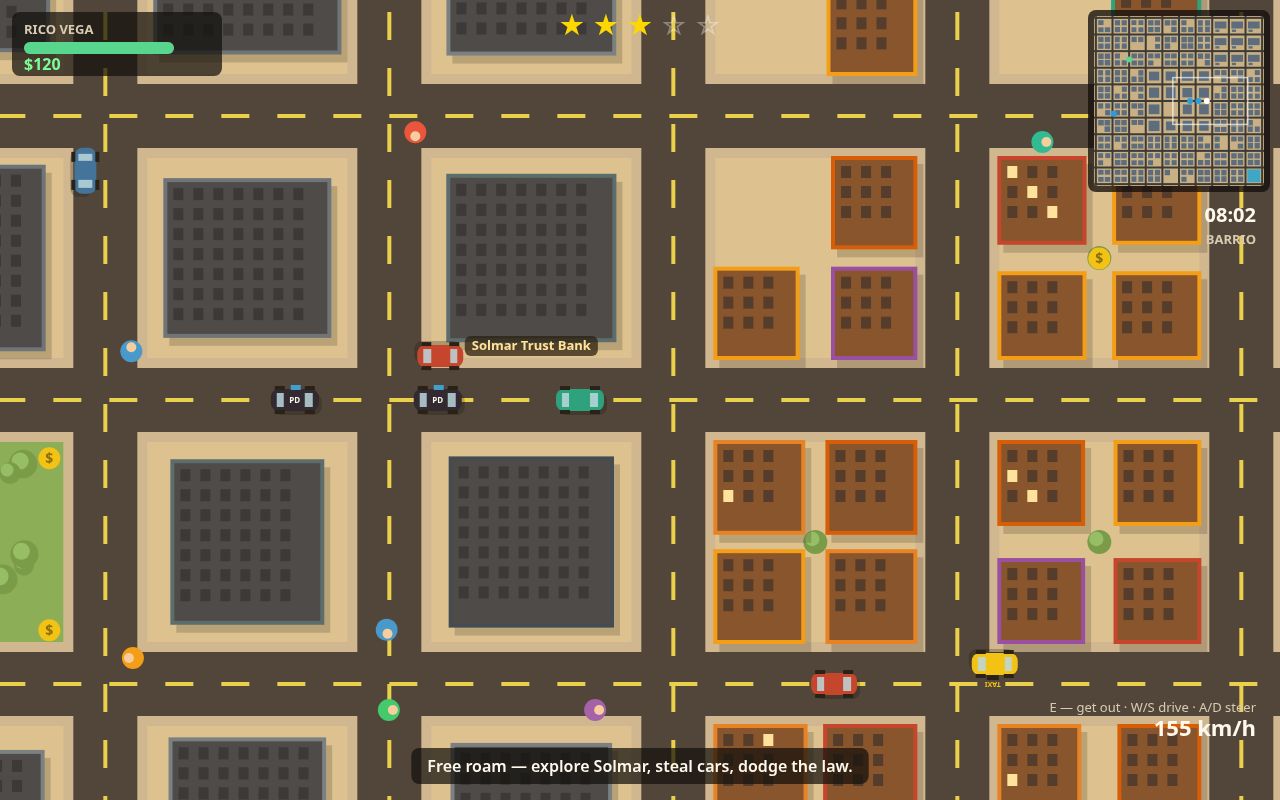 RICO VEGA
$120
08:02
BARRIO
$
Solmar Trust Bank
PD
PD
$
$
TAXI
E — get out · W/S drive · A/D steer
155 km/h
Free roam — explore Solmar, steal cars, dodge the law.